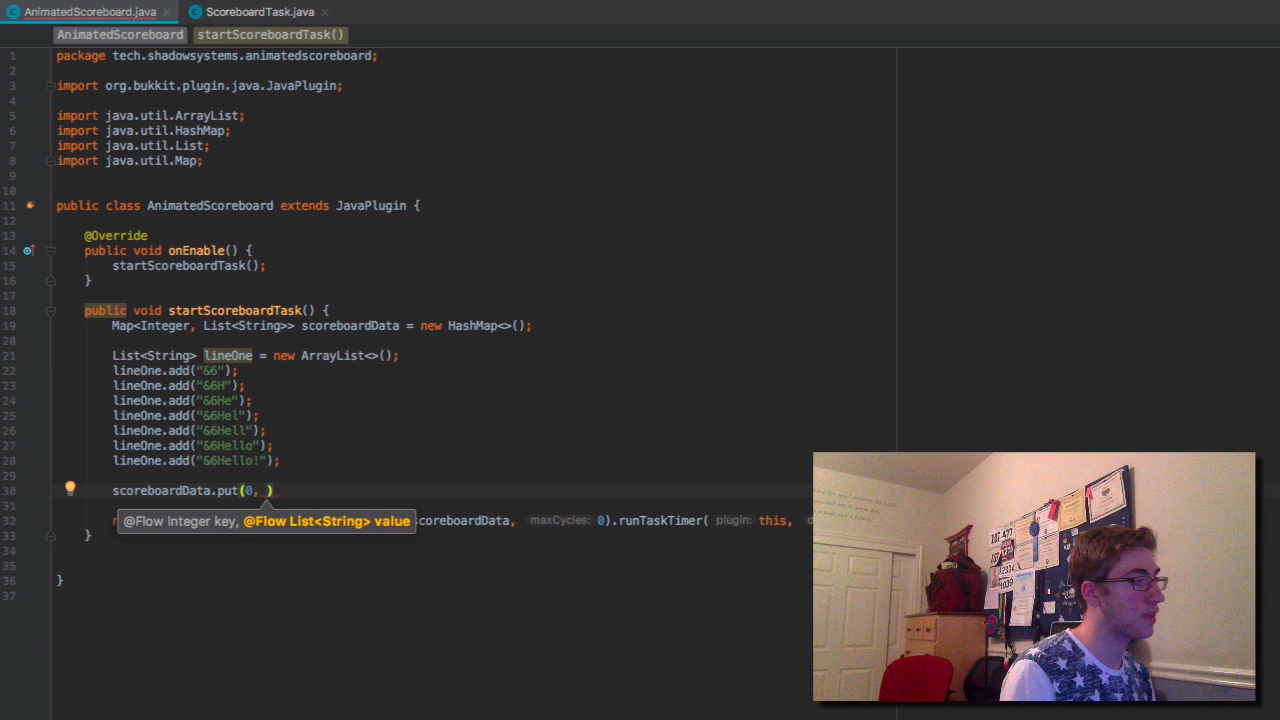 AnimatedScoreboard.java
ScoreboardTask.java
AnimatedScoreboard startScoreboardTask()
1 package tech.shadowsystems.animatedscoreboard;
2
3 import org.bukkit.plugin.java.JavaPlugin;
4
5 import java.util.ArrayList;
6 import java.util.HashMap;
7 import java.util.List;
8 import java.util.Map;
9
10
11 public class AnimatedScoreboard extends JavaPlugin {
12
13 @Override
14 public void onEnable() {
15 startScoreboardTask();
16 }
17
18 public void startScoreboardTask() {
19 Map<Integer, List<String>> scoreboardData = new HashMap<>();
20
21 List<String> lineOne = new ArrayList<>();
22 lineOne.add("&6");
23 lineOne.add("&6H");
24 lineOne.add("&6He");
25 lineOne.add("&6Hel");
26 lineOne.add("&6Hell");
27 lineOne.add("&6Hello");
28 lineOne.add("&6Hello!");
29
30 scoreboardData.put(0, )
31
@Flow Integer key, @Flow List<String> value
32 coreboardData, maxCycles: 0).runTaskTimer( plugin: this,
33 }
34
35
36 }
37